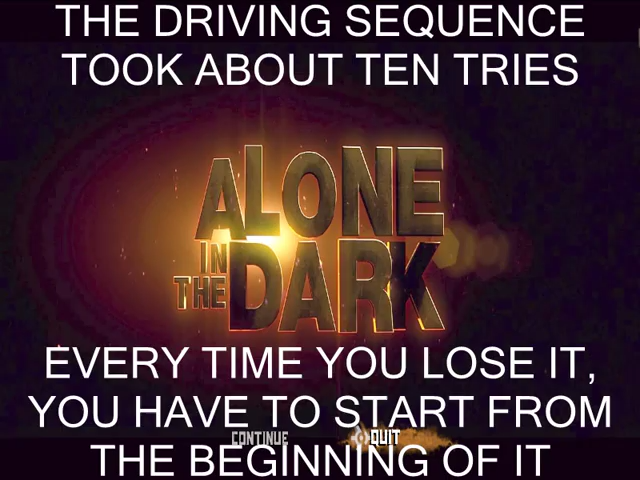 THE DRIVING SEQUENCE
TOOK ABOUT TEN TRIES
ALONE
IN
THE DARK
EVERY TIME YOU LOSE IT,
YOU HAVE TO START FROM
CONTINUE QUIT
THE BEGINNING OF IT